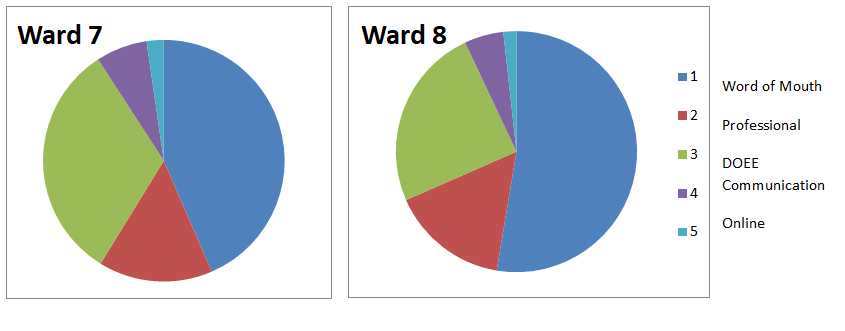 Ward 7
Ward 8
1
2
3
4
5
Word of Mouth
Professional
DOEE
Communication
Online